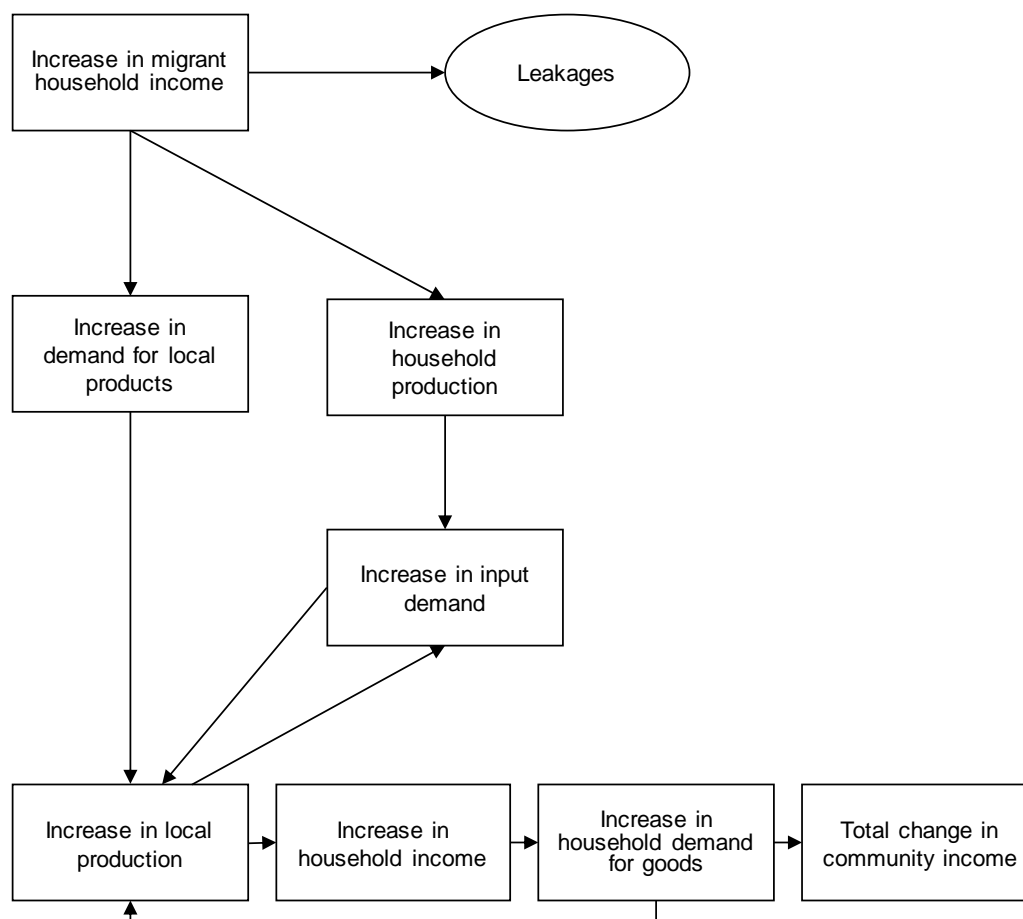 Increase in migrant
household income
Leakages
Increase in
demand for local
products
Increase in
household
production
Increase in input
demand
Increase in local
production
Increase in
household income
Increase in
household demand
for goods
Total change in
community income